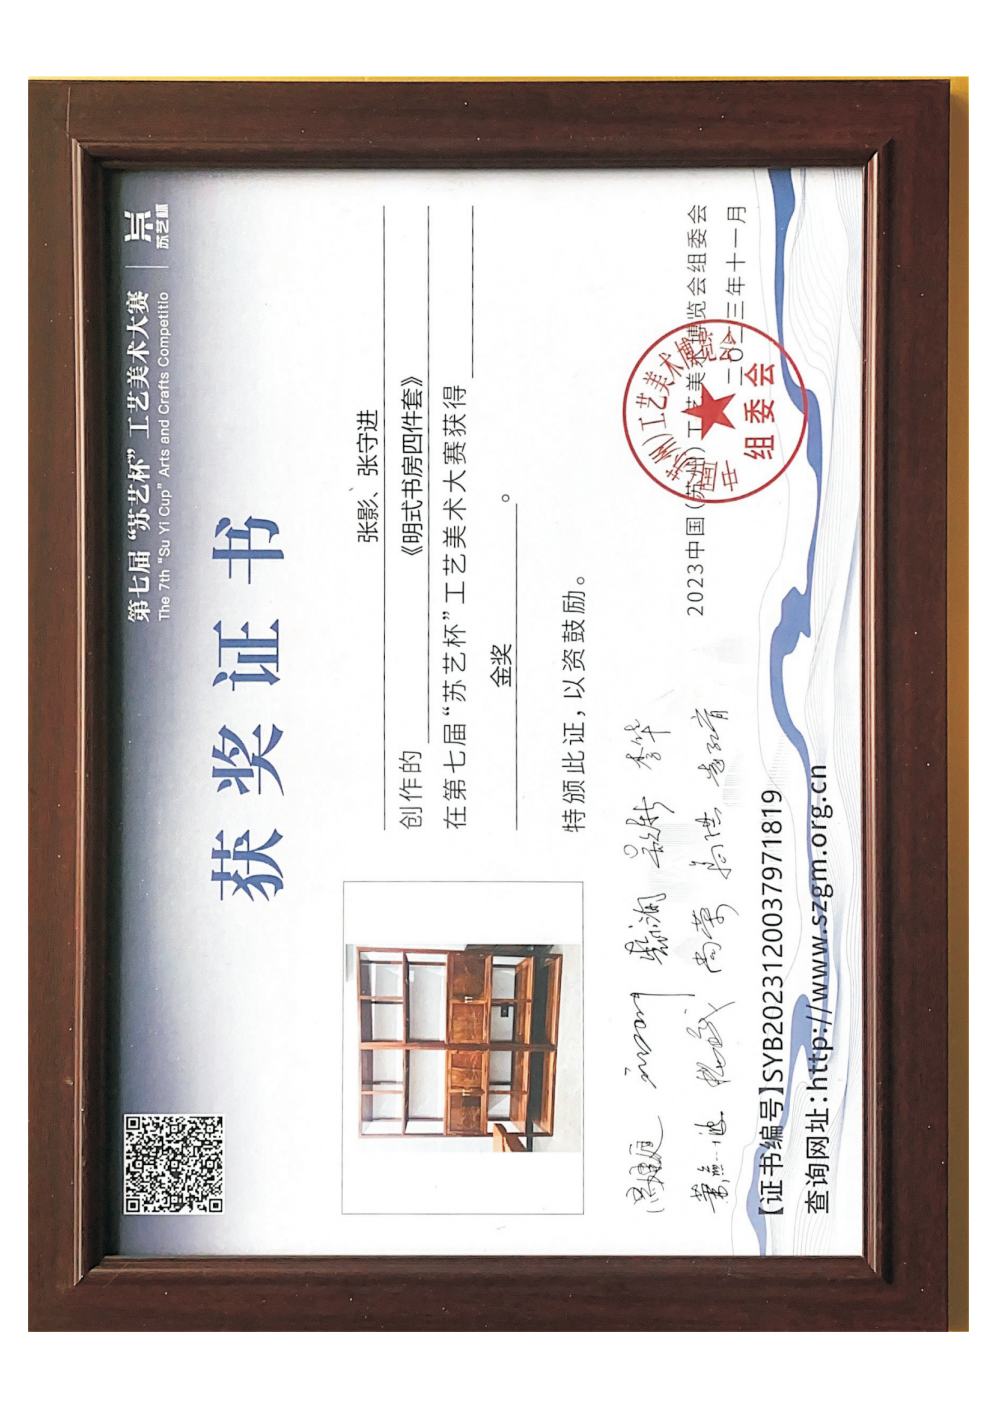 第七届“苏艺杯”工艺美术大赛
The 7th "Su Yi Cup" Arts and Crafts Competitio
苏艺杯
获奖证书
张影、张守进
创作的《明式书房四件套》
在第七届“苏艺杯”工艺美术大赛获得
金奖。
特颁此证，以资鼓励。
2023中国(苏州)工艺美术博览会组委会
二〇二三年十一月
中国(苏州)工艺美术博览会
组委会
【证书编号】SYB20231200379718​19
查询网址:http://www.szgm.org.cn